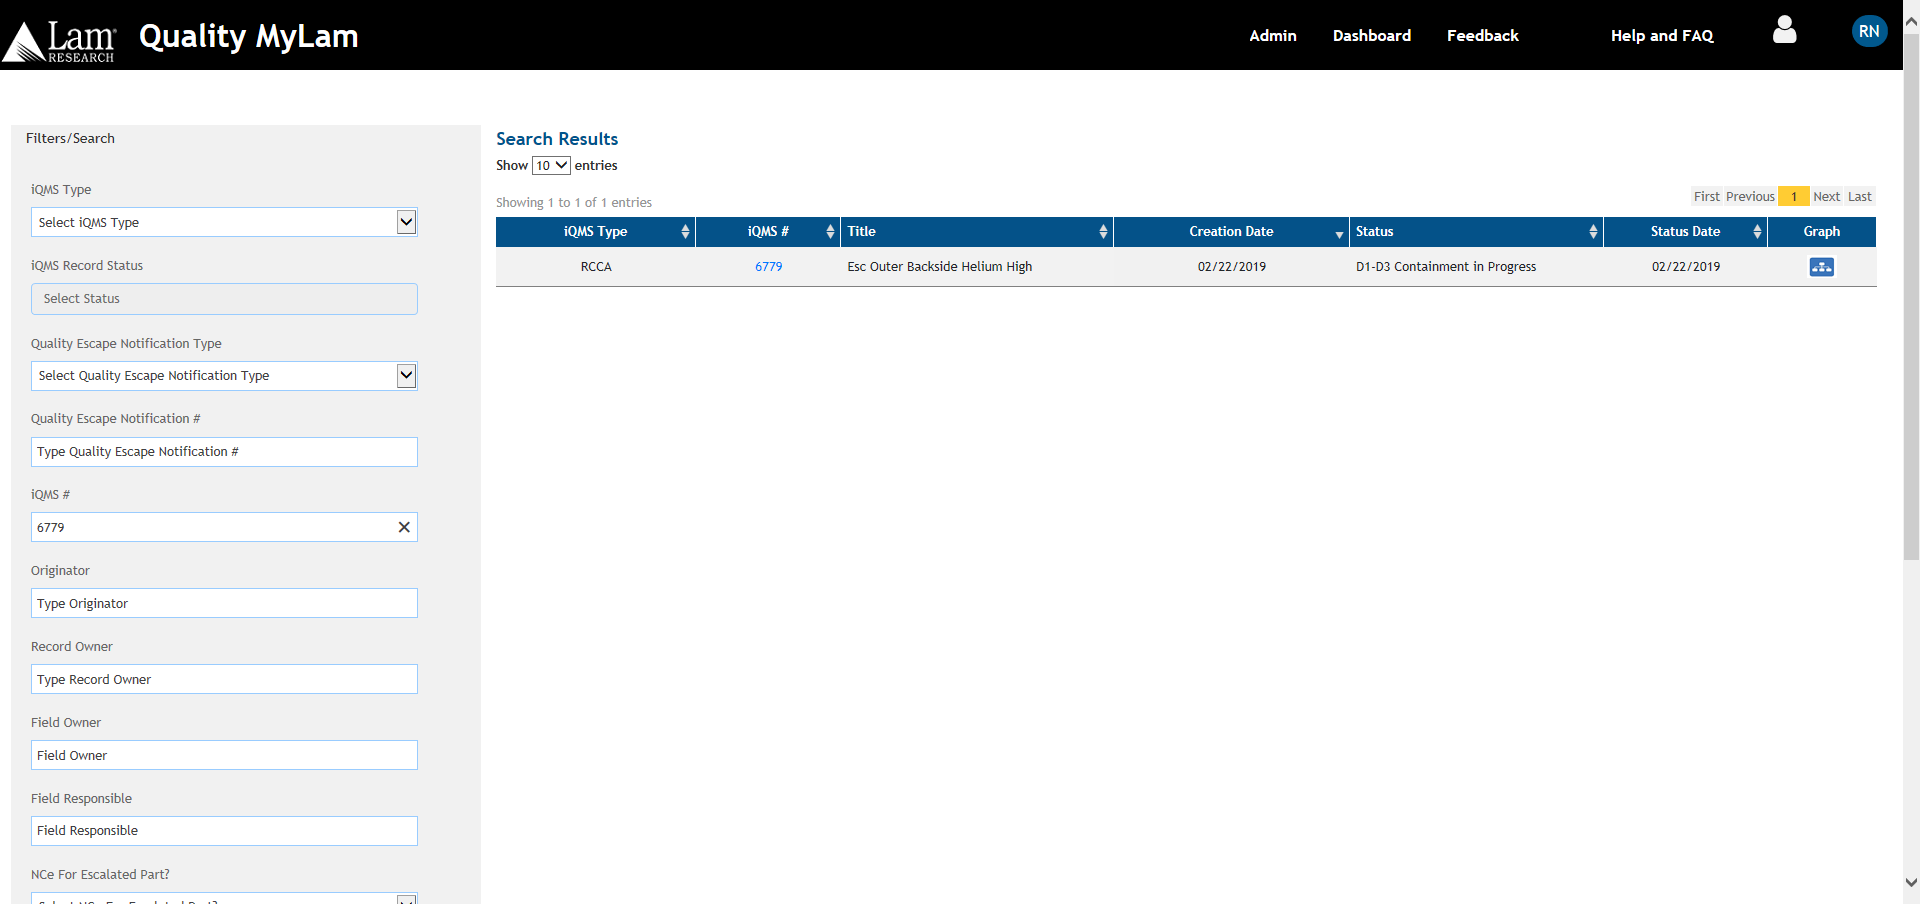 Lam RESEARCH
Quality MyLam
Admin Dashboard Feedback Help and FAQ RN
Filters/Search
iQMS Type
Select iQMS Type
iQMS Record Status
Select Status
Quality Escape Notification Type
Select Quality Escape Notification Type
Quality Escape Notification #
Type Quality Escape Notification #
iQMS #
6779
Originator
Type Originator
Record Owner
Type Record Owner
Field Owner
Field Owner
Field Responsible
Field Responsible
NCe For Escalated Part?
Select NCe For Escalated Part?
Search Results
Show 10 entries
Showing 1 to 1 of 1 entries
First Previous 1 Next Last
iQMS Type iQMS # Title Creation Date Status Status Date Graph
RCCA 6779 Esc Outer Backside Helium High 02/22/2019 D1-D3 Containment in Progress 02/22/2019